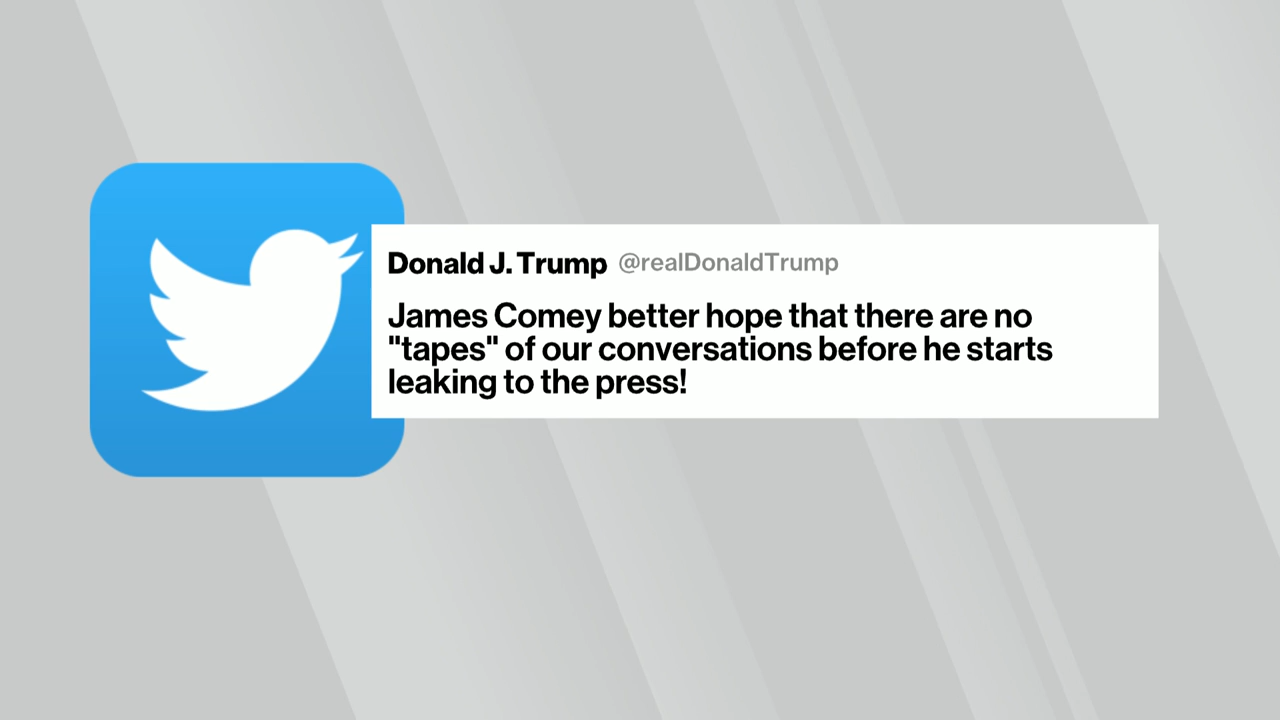 Donald J. Trump @realDonaldTrump
James Comey better hope that there are no
"tapes" of our conversations before he starts
leaking to the press!